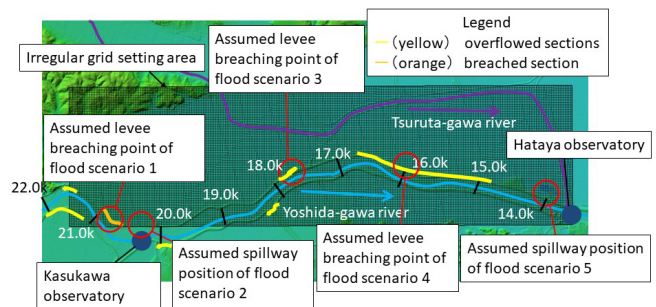 Legend
(yellow) overflowed sections
(orange) breached section
Assumed levee
breaching point of
flood scenario 3
Irregular grid setting area
Assumed levee
breaching point of
flood scenario 1
Tsuruta-gawa river
Hataya observatory
22.0k
21.0k
20.0k
19.0k
18.0k
17.0k
16.0k
15.0k
14.0k
Yoshida-gawa river
Kasukawa
observatory
Assumed spillway
position of flood
scenario 2
Assumed levee
breaching point of
flood scenario 4
Assumed spillway position
of flood scenario 5